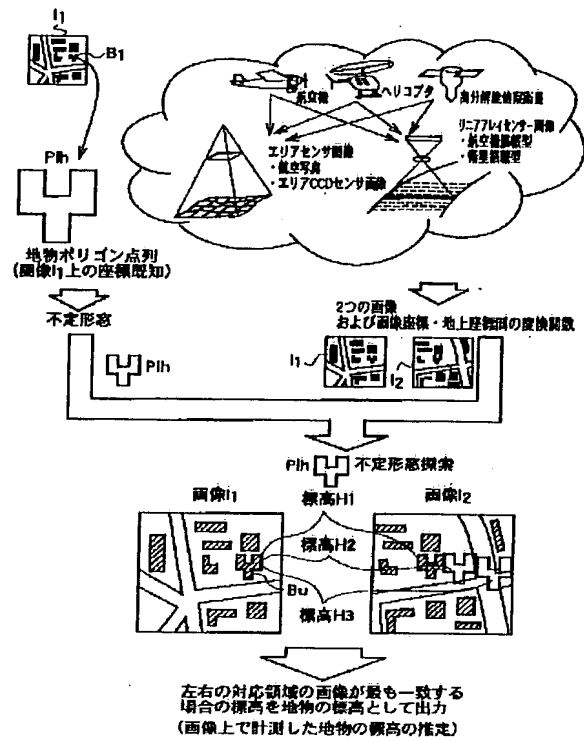 I1
B1
Plh
地物ポリゴン点列
(画像I1上の座標既知)
不定形窓
Plh
航空機
ヘリコプタ
高分解能偵察衛星
エリアセンサ画像
・航空写真
・エリアCCDセンサ画像
リニアアレイセンサー画像
・航空機搭載型
・衛星搭載型
2つの画像
および画像座標・地上座標間の変換関数
I1
I2
Plh
不定形窓探索
画像I1
標高H1
画像I2
標高H2
Bu
標高H3
左右の対応領域の画像が最も一致する
場合の標高を地物の標高として出力
(画像上で計測した地物の標高の推定)